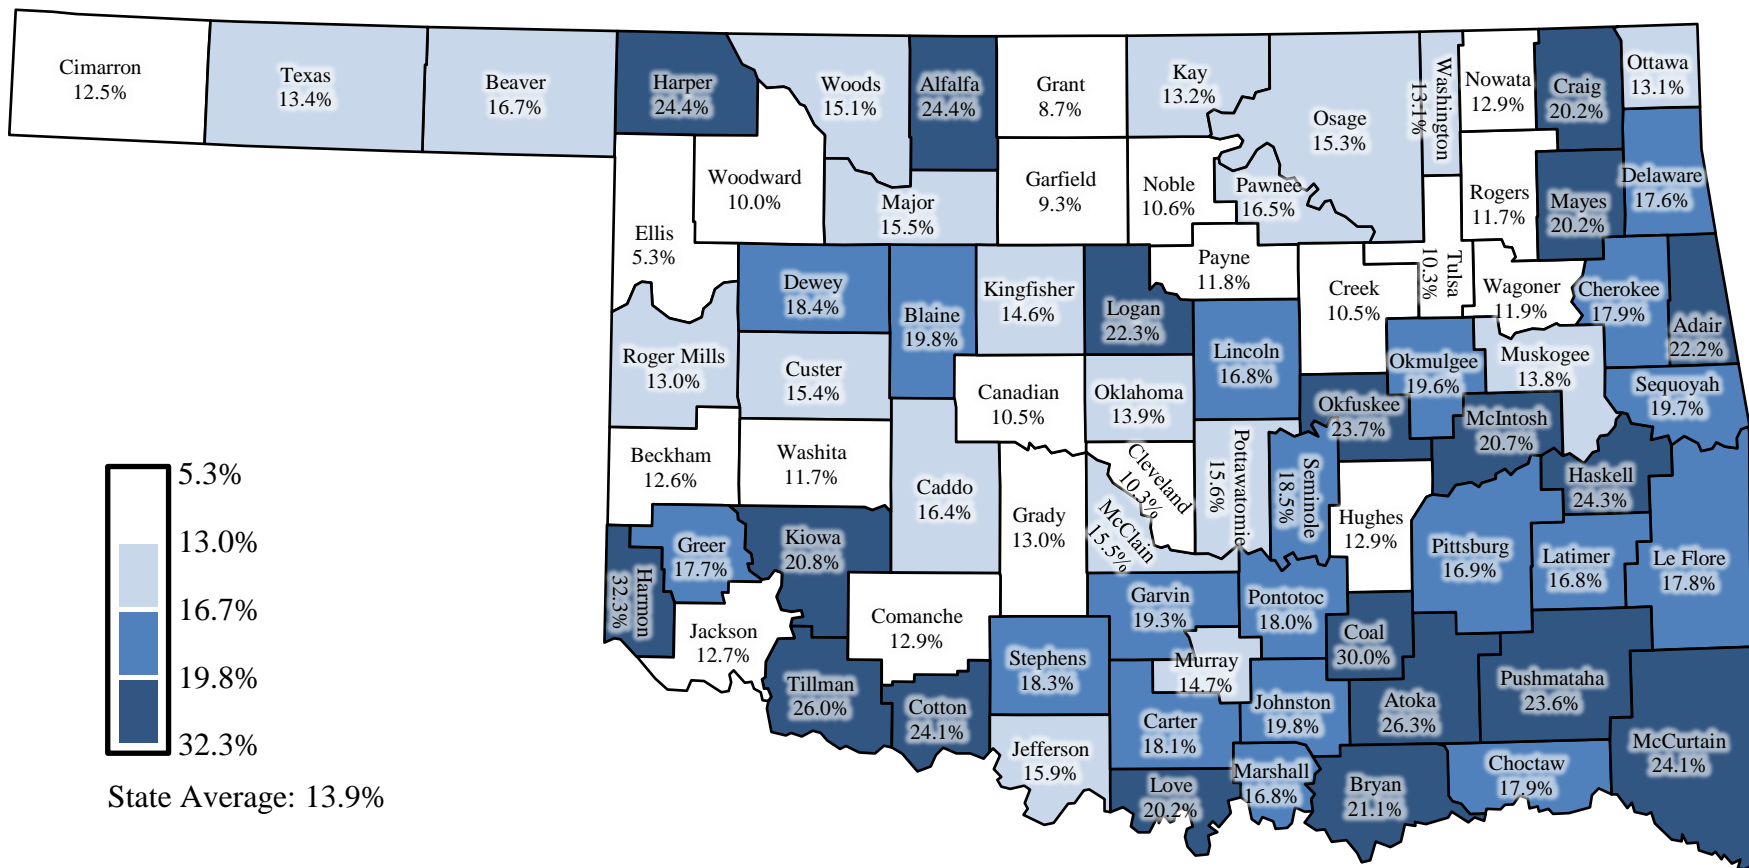 Cimarron
12.5%
Texas
13.4%
Beaver
16.7%
Harper
24.4%
Woods
15.1%
Alfalfa
24.4%
Grant
8.7%
Kay
13.2%
Osage
15.3%
Washington
13.1%
Nowata
12.9%
Craig
20.2%
Ottawa
13.1%
Woodward
10.0%
Major
15.5%
Garfield
9.3%
Noble
10.6%
Pawnee
16.5%
Rogers
11.7%
Mayes
20.2%
Delaware
17.6%
Ellis
5.3%
Dewey
18.4%
Blaine
19.8%
Kingfisher
14.6%
Logan
22.3%
Payne
11.8%
Creek
10.5%
Tulsa
10.3%
Wagoner
11.9%
Cherokee
17.9%
Adair
22.2%
Roger Mills
13.0%
Custer
15.4%
Canadian
10.5%
Oklahoma
13.9%
Lincoln
16.8%
Okmulgee
19.6%
Muskogee
13.8%
Sequoyah
19.7%
Okfuskee
23.7%
McIntosh
20.7%
Beckham
12.6%
Washita
11.7%
Caddo
16.4%
Grady
13.0%
Cleveland
10.3%
McClain
15.5%
Pottawatomie
15.6%
Seminole
18.5%
Hughes
12.9%
Haskell
24.3%
Pittsburg
16.9%
Latimer
16.8%
Le Flore
17.8%
Harmon
32.3%
Greer
17.7%
Kiowa
20.8%
Jackson
12.7%
Comanche
12.9%
Stephens
18.3%
Garvin
19.3%
Murray
14.7%
Pontotoc
18.0%
Coal
30.0%
Tillman
26.0%
Cotton
24.1%
Jefferson
15.9%
Carter
18.1%
Johnston
19.8%
Atoka
26.3%
Pushmataha
23.6%
McCurtain
24.1%
Love
20.2%
Marshall
16.8%
Bryan
21.1%
Choctaw
17.9%
5.3%
13.0%
16.7%
19.8%
32.3%
State Average: 13.9%